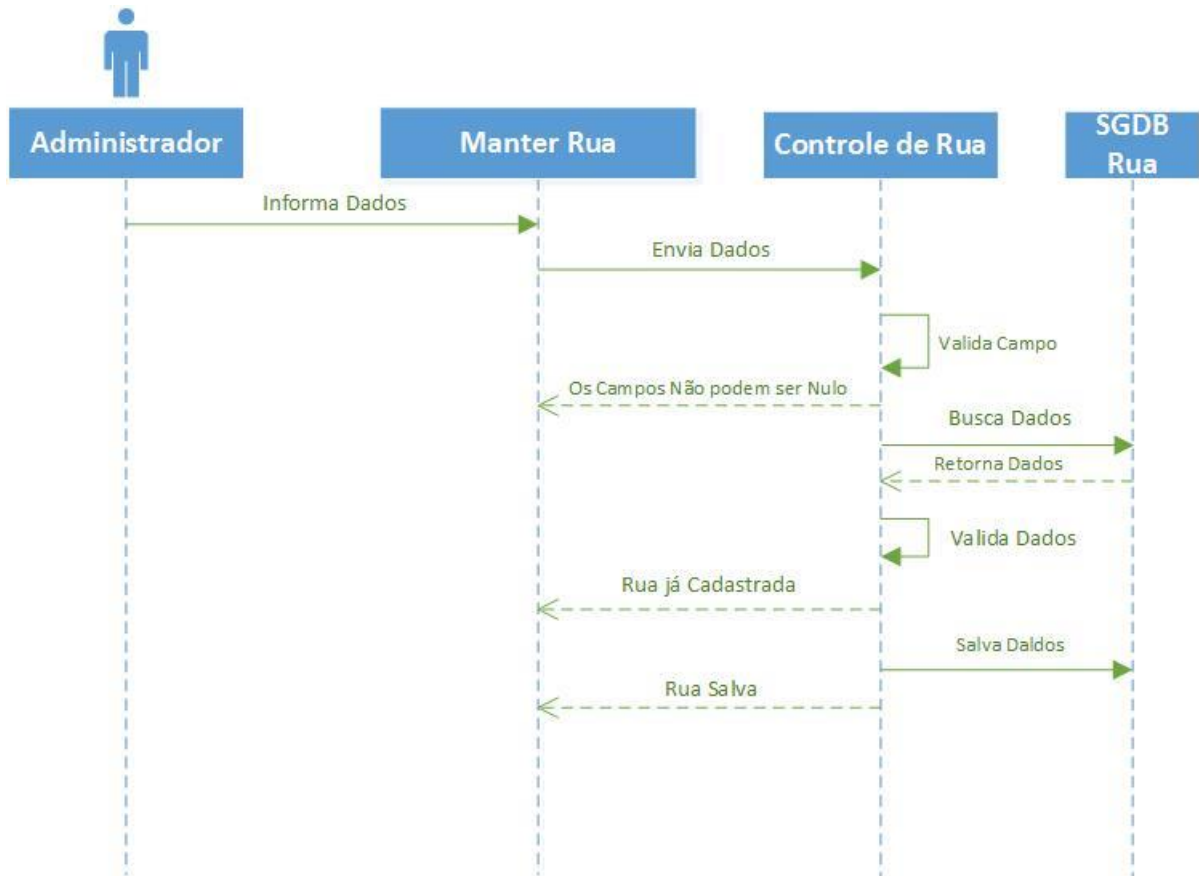 Administrador
Manter Rua
Controle de Rua
SGDB
Rua
Informa Dados
Envia Dados
Valida Campo
Os Campos Não podem ser Nulo
Busca Dados
Retorna Dados
Valida Dados
Rua já Cadastrada
Salva Daldos
Rua Salva